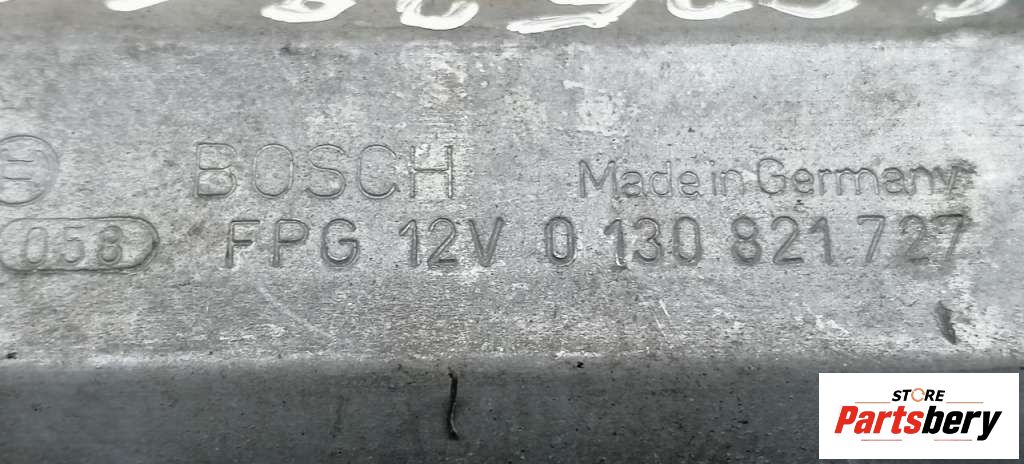 BOSCH Made in Germany
058 FPG 12V 0 130 821 727
STORE
Partsbery